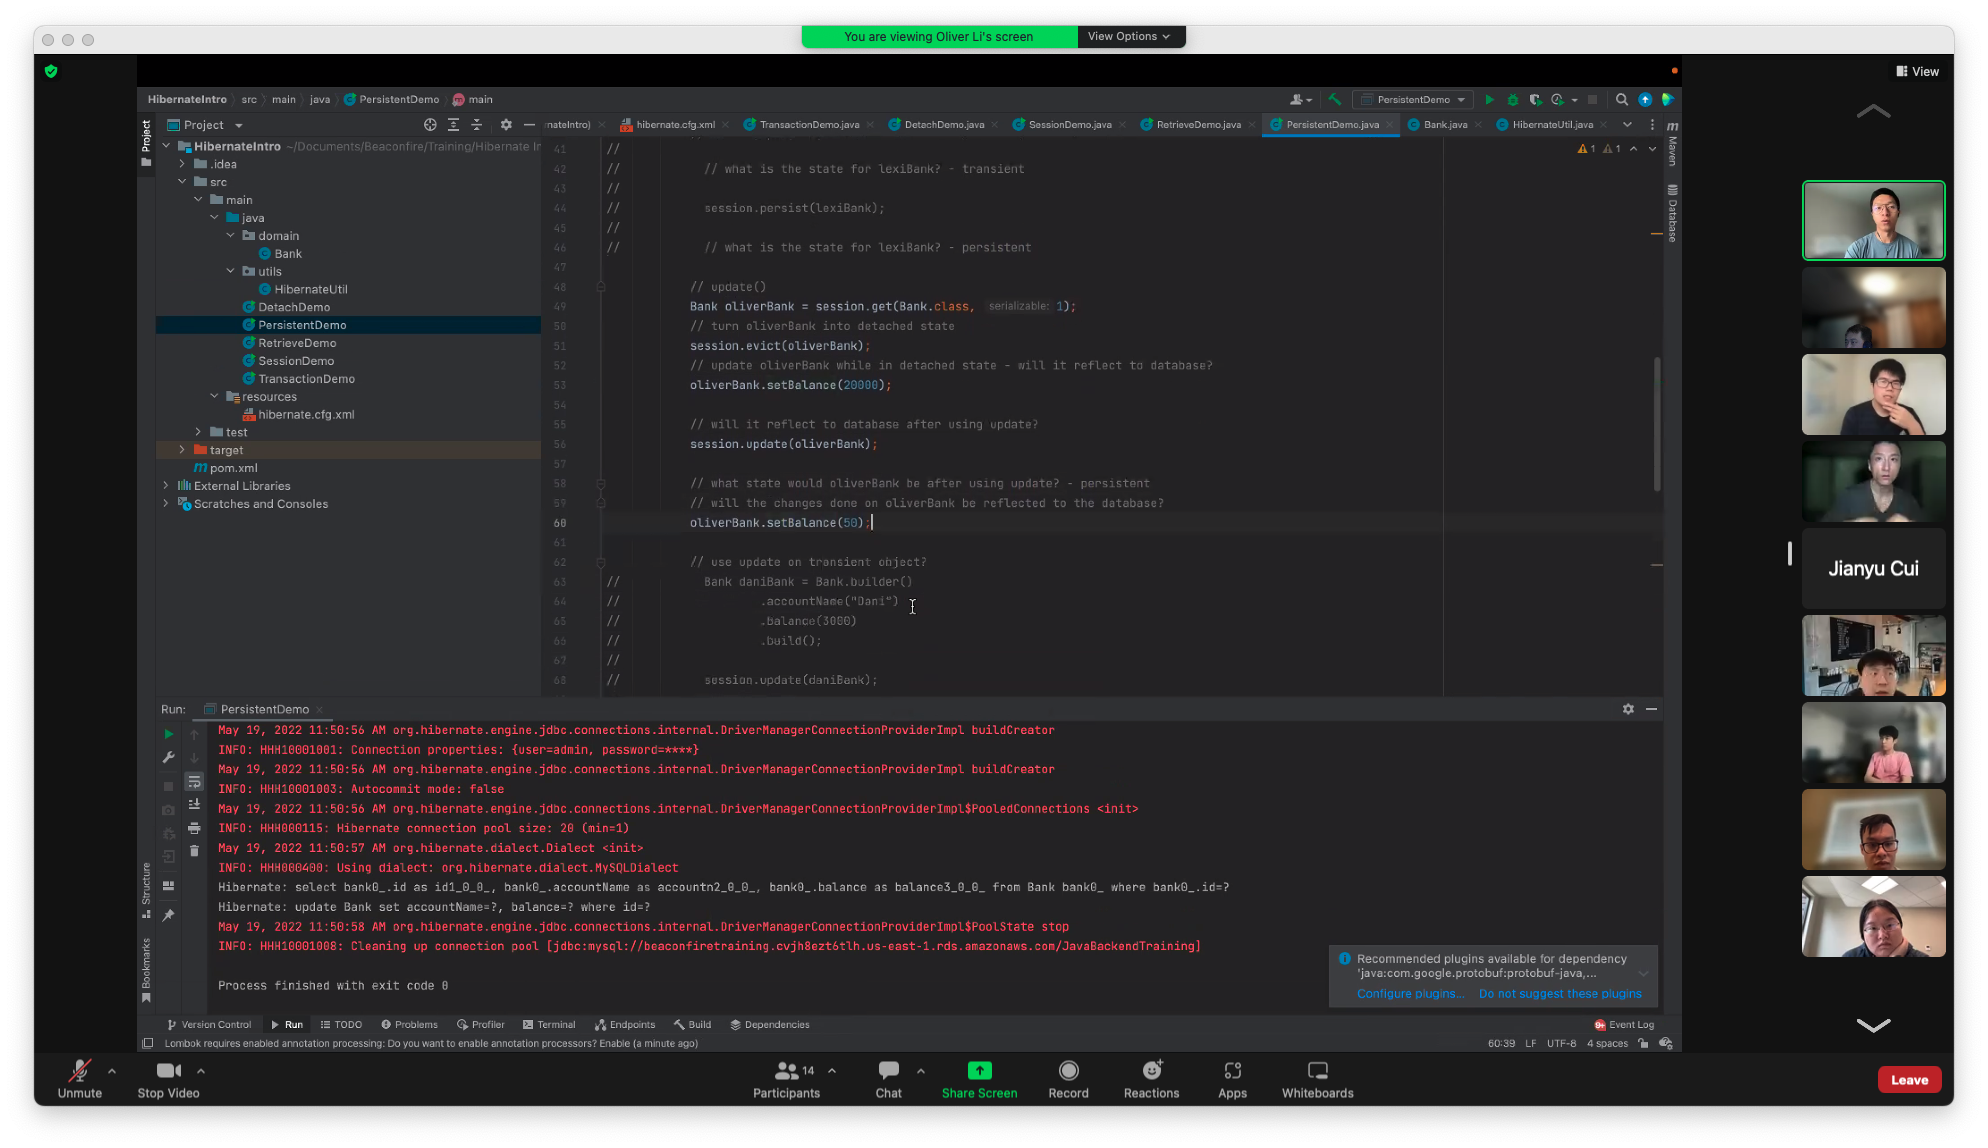 You are viewing Oliver Li's screen
View Options
View
HibernateIntro src main java PersistentDemo main
PersistentDemo
Project
nateIntro) hibernate.cfg.xml TransactionDemo.java DetachDemo.java SessionDemo.java RetrieveDemo.java PersistentDemo.java Bank.java HibernateUtil.java
Project
Maven
Database
HibernateIntro ~/Documents/Beaconfire/Training/Hibernate In
.idea
src
main
java
domain
Bank
utils
HibernateUtil
DetachDemo
PersistentDemo
RetrieveDemo
SessionDemo
TransactionDemo
resources
hibernate.cfg.xml
test
target
pom.xml
External Libraries
Scratches and Consoles
1 1
41 //
42 // // what is the state for lexiBank? - transient
43 //
44 // session.persist(lexiBank);
45 //
46 // // what is the state for lexiBank? - persistent
47
48 // update()
49 Bank oliverBank = session.get(Bank.class, serializable: 1);
50 // turn oliverBank into detached state
51 session.evict(oliverBank);
52 // update oliverBank while in detached state - will it reflect to database?
53 oliverBank.setBalance(20000);
54
55 // will it reflect to database after using update?
56 session.update(oliverBank);
57
58 // what state would oliverBank be after using update? - persistent
59 // will the changes done on oliverBank be reflected to the database?
60 oliverBank.setBalance(50);
61
62 // use update on transient object?
63 // Bank daniBank = Bank.builder()
64 // .accountName("Dani")
65 // .Balance(3000)
66 // .build();
67 //
68 // session.update(daniBank);
Run: PersistentDemo
May 19, 2022 11:50:56 AM org.hibernate.engine.jdbc.connections.internal.DriverManagerConnectionProviderImpl buildCreator
INFO: HHH10001001: Connection properties: {user=admin, password=****}
May 19, 2022 11:50:56 AM org.hibernate.engine.jdbc.connections.internal.DriverManagerConnectionProviderImpl buildCreator
INFO: HHH10001003: Autocommit mode: false
May 19, 2022 11:50:56 AM org.hibernate.engine.jdbc.connections.internal.DriverManagerConnectionProviderImpl$PooledConnections <init>
INFO: HHH000115: Hibernate connection pool size: 20 (min=1)
May 19, 2022 11:50:57 AM org.hibernate.dialect.Dialect <init>
INFO: HHH000400: Using dialect: org.hibernate.dialect.MySQLDialect
Hibernate: select bank0_.id as id1_0_0_, bank0_.accountName as accountn2_0_0_, bank0_.balance as balance3_0_0_ from Bank bank0_ where bank0_.id=?
Hibernate: update Bank set accountName=?, balance=? where id=?
May 19, 2022 11:50:58 AM org.hibernate.engine.jdbc.connections.internal.DriverManagerConnectionProviderImpl$PoolState stop
INFO: HHH10001008: Cleaning up connection pool [jdbc:mysql://beaconfiretraining.cvjh8ezt6tlh.us-east-1.rds.amazonaws.com/JavaBackendTraining]
Process finished with exit code 0
Structure
Bookmarks
Recommended plugins available for dependency
'java:com.google.protobuf:protobuf-java,...
Configure plugins... Do not suggest these plugins
Version Control Run TODO Problems Profiler Terminal Endpoints Build Dependencies
9+ Event Log
Lombok requires enabled annotation processing: Do you want to enable annotation processors? Enable (a minute ago)
60:39 LF UTF-8 4 spaces
Jianyu Cui
Unmute
Stop Video
14
Participants
Chat
Share Screen
Record
Reactions
Apps
Whiteboards
Leave